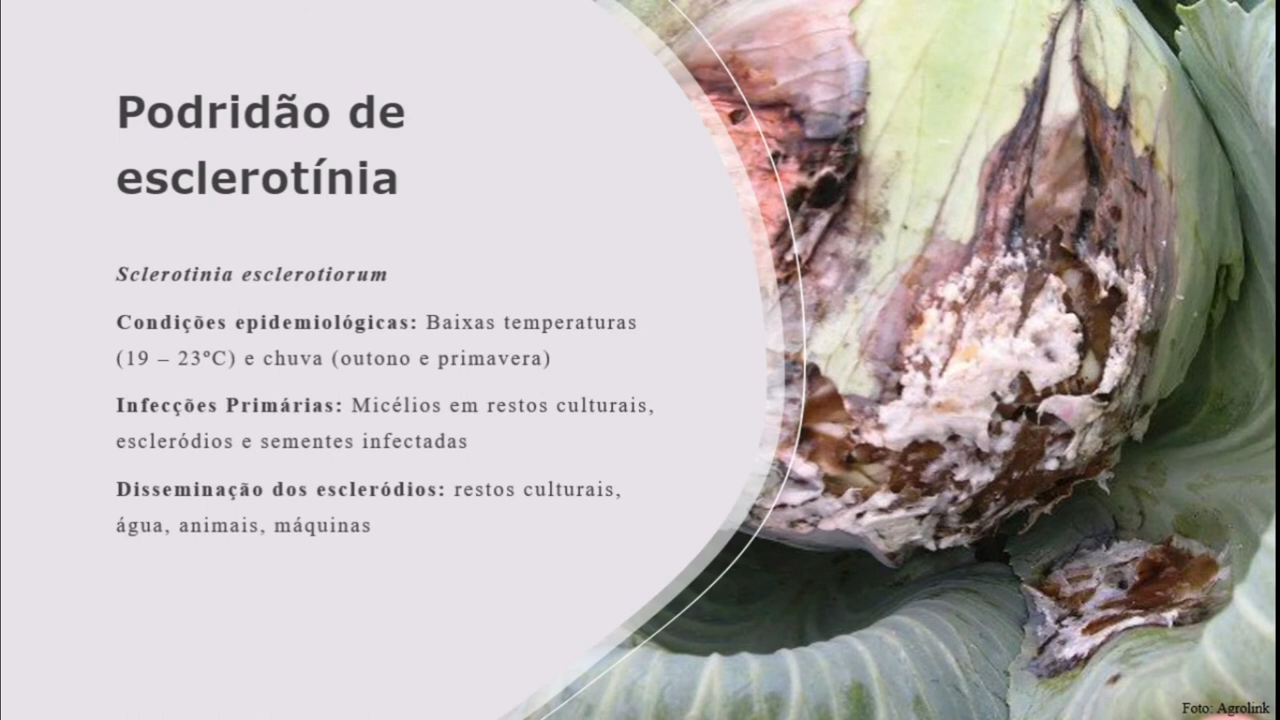 Podridão de
esclerotínia
Sclerotinia esclerotiorum
Condições epidemiológicas: Baixas temperaturas
(19 – 23ºC) e chuva (outono e primavera)
Infecções Primárias: Micélios em restos culturais,
escleródios e sementes infectadas
Disseminação dos escleródios: restos culturais,
água, animais, máquinas
Foto: Agrolink